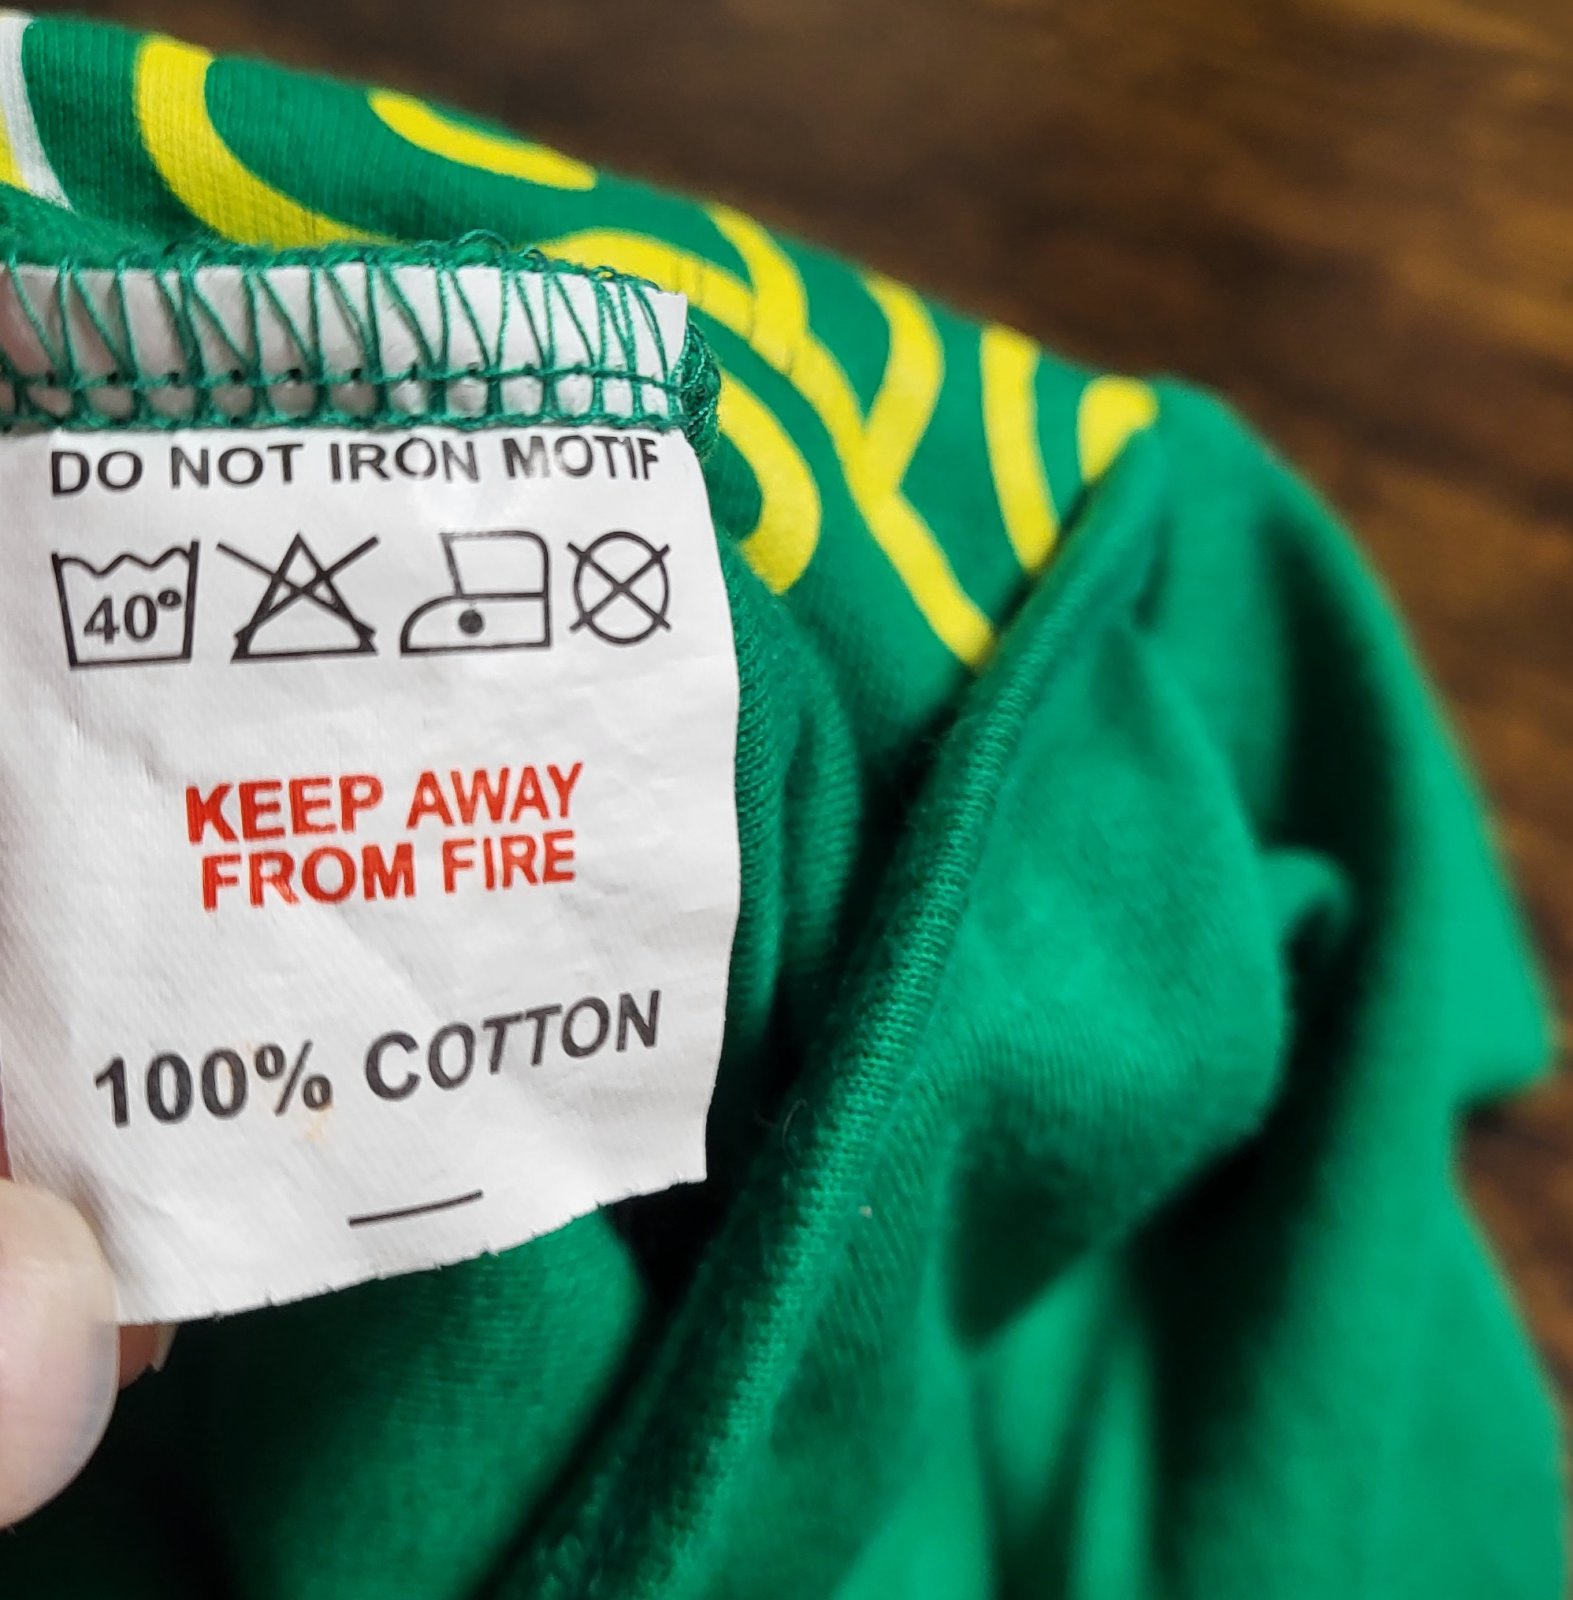 DO NOT IRON MOTIF
40°
KEEP AWAY
FROM FIRE
100% COTTON